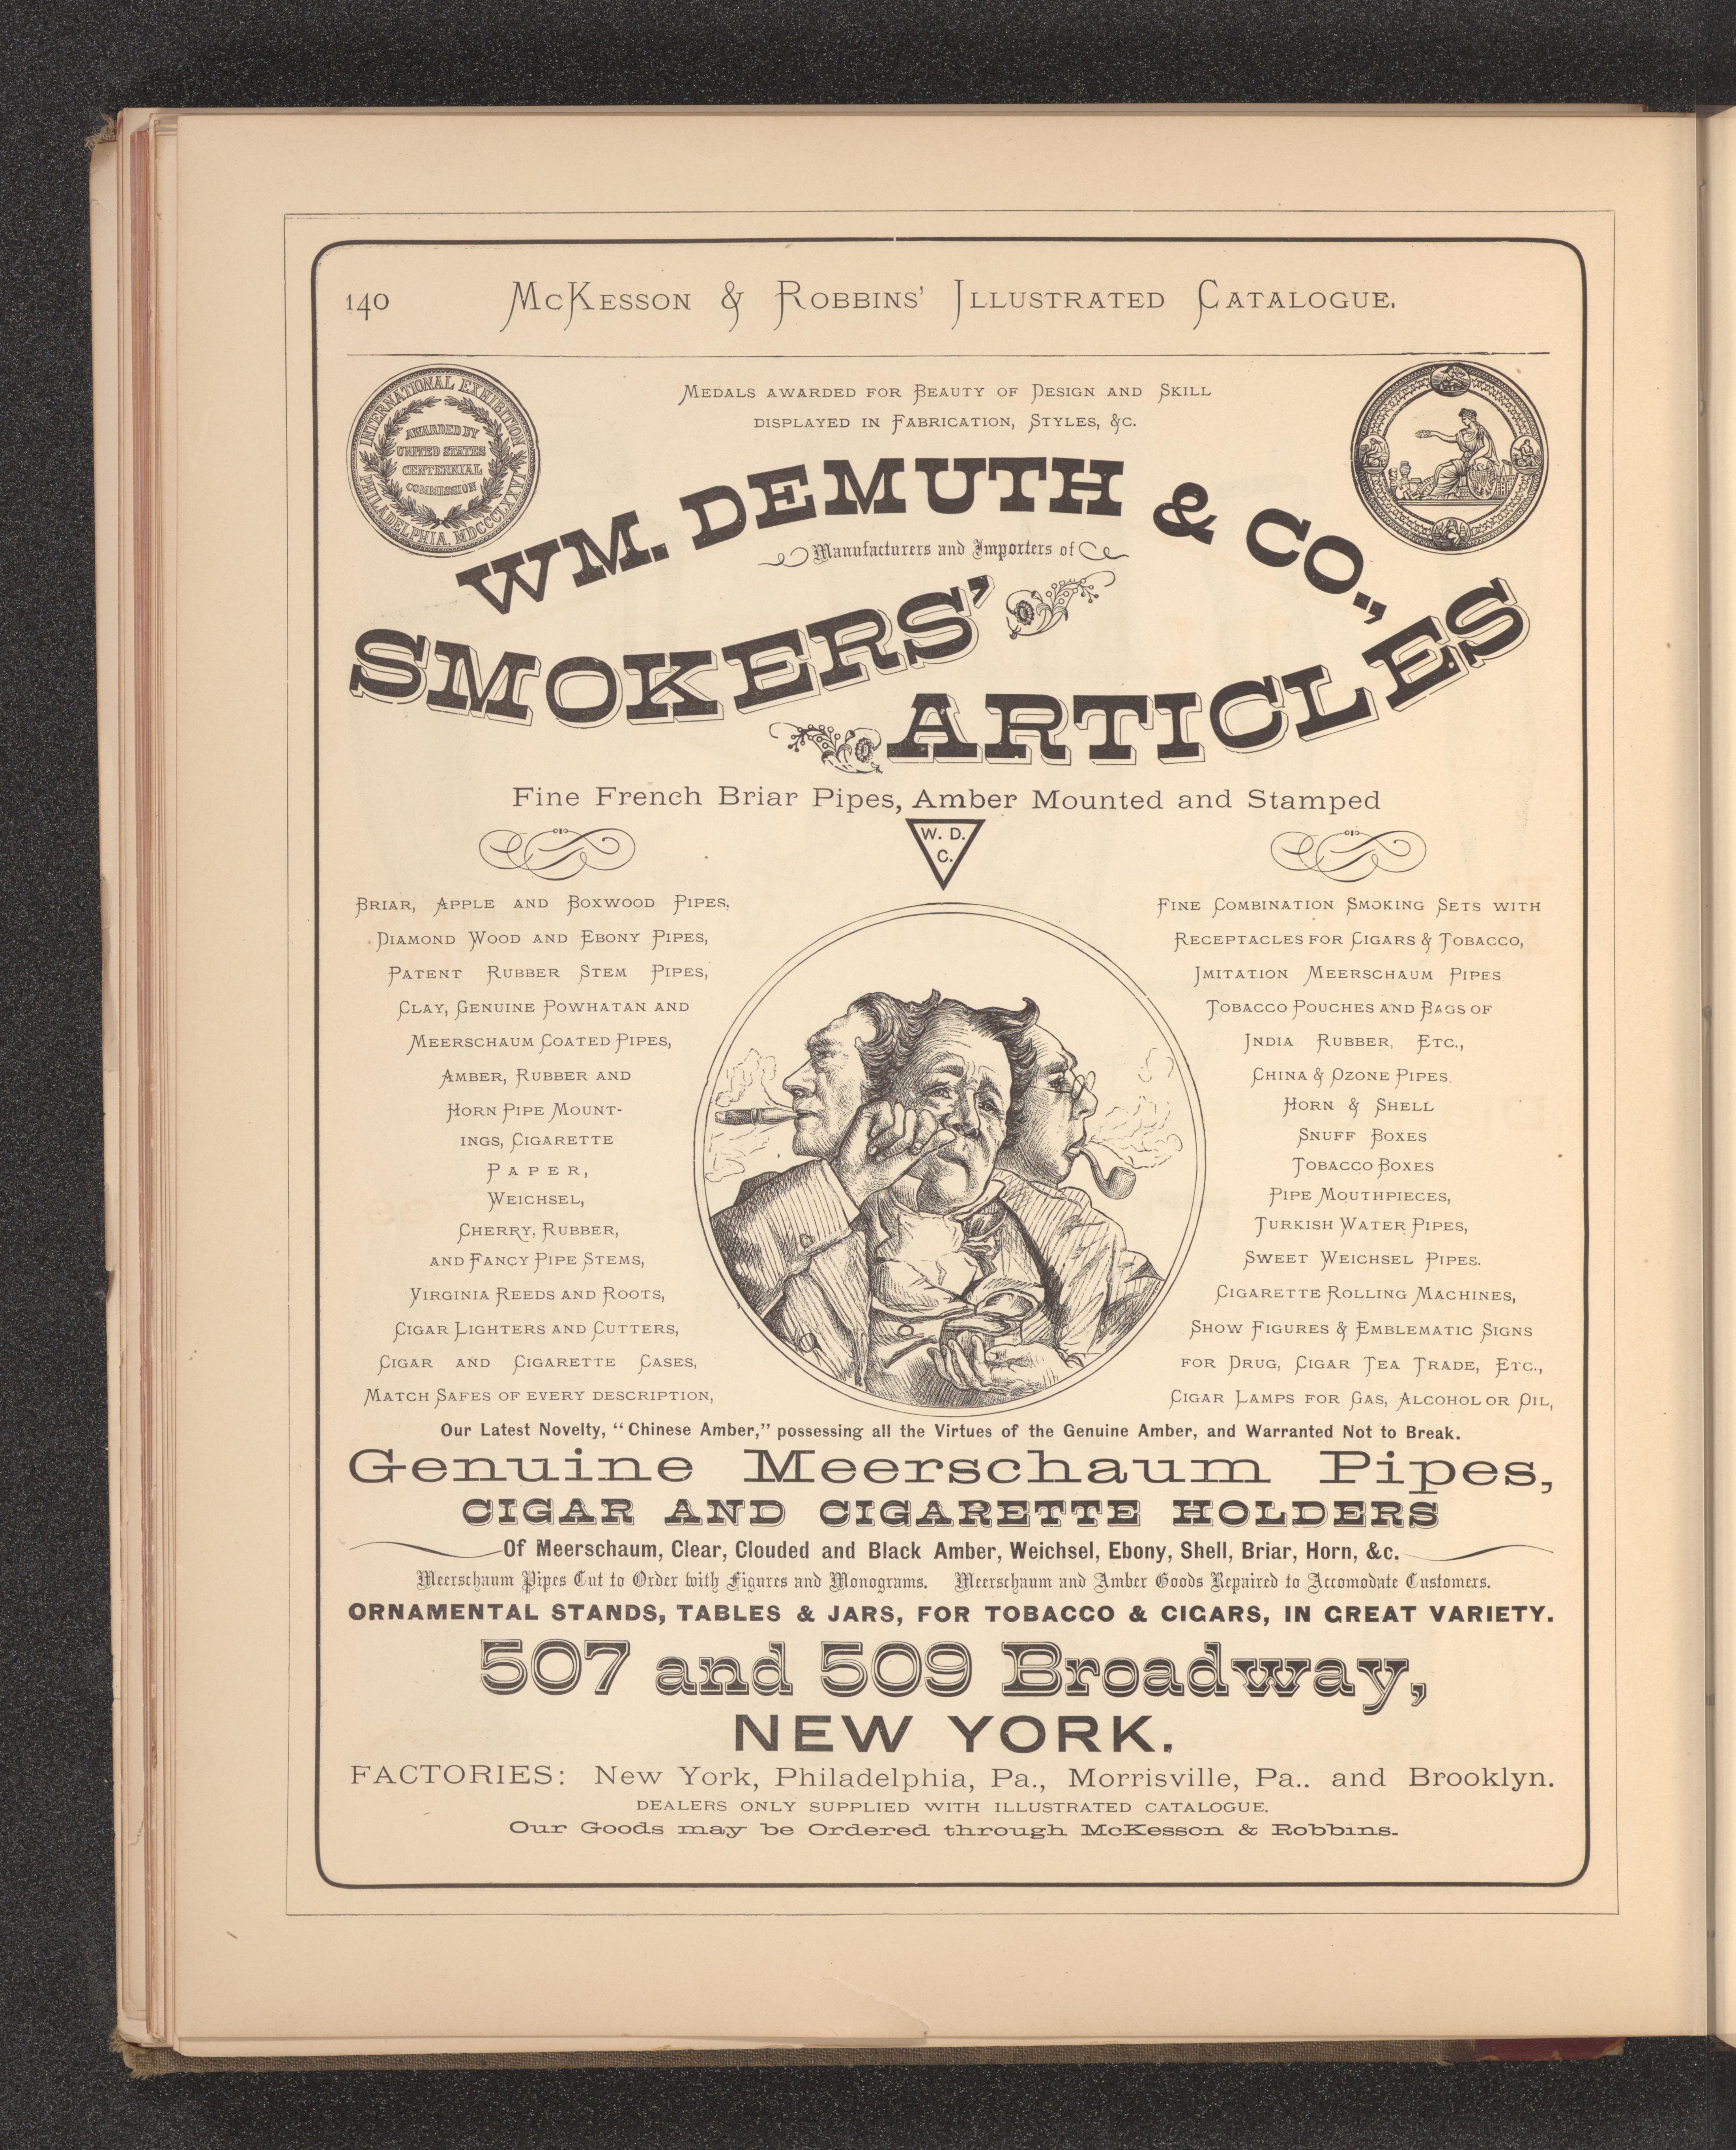 140 McKesson & Robbins' Illustrated Catalogue.
INTERNATIONAL EXHIBITION
PHILADELPHIA, MDCCCLXXVI
AWARDED BY
UNITED STATES
CENTENNIAL
COMMISSION
Medals awarded for Beauty of Design and Skill
displayed in Fabrication, Styles, &c.
WM. DEMUTH & CO.,
Manufacturers and Importers of
SMOKERS'
ARTICLES
Fine French Briar Pipes, Amber Mounted and Stamped
W. D.
C.
Briar, Apple and Boxwood Pipes,
Diamond Wood and Ebony Pipes,
Patent Rubber Stem Pipes,
Clay, Genuine Powhatan and
Meerschaum Coated Pipes,
Amber, Rubber and
Horn Pipe Mount-
ings, Cigarette
Paper,
Weichsel,
Cherry, Rubber,
and Fancy Pipe Stems,
Virginia Reeds and Roots,
Cigar Lighters and Cutters,
Cigar and Cigarette Cases,
Match Safes of every description,
Fine Combination Smoking Sets with
Receptacles for Cigars & Tobacco,
Imitation Meerschaum Pipes
Tobacco Pouches and Bags of
India Rubber, Etc.,
China & Ozone Pipes.
Horn & Shell
Snuff Boxes
Tobacco Boxes
Pipe Mouthpieces,
Turkish Water Pipes,
Sweet Weichsel Pipes.
Cigarette Rolling Machines,
Show Figures & Emblematic Signs
for Drug, Cigar Tea Trade, Etc.,
Cigar Lamps for Gas, Alcohol or Oil,
Our Latest Novelty, "Chinese Amber," possessing all the Virtues of the Genuine Amber, and Warranted Not to Break.
Genuine Meerschaum Pipes,
CIGAR AND CIGARETTE HOLDERS
Of Meerschaum, Clear, Clouded and Black Amber, Weichsel, Ebony, Shell, Briar, Horn, &c.
Meerschaum Pipes Cut to Order with Figures and Monograms. Meerschaum and Amber Goods Repaired to Accomodate Customers.
ORNAMENTAL STANDS, TABLES & JARS, FOR TOBACCO & CIGARS, IN GREAT VARIETY.
507 and 509 Broadway,
NEW YORK.
FACTORIES: New York, Philadelphia, Pa., Morrisville, Pa.. and Brooklyn.
DEALERS ONLY SUPPLIED WITH ILLUSTRATED CATALOGUE.
Our Goods may be Ordered through McKesson & Robbins.